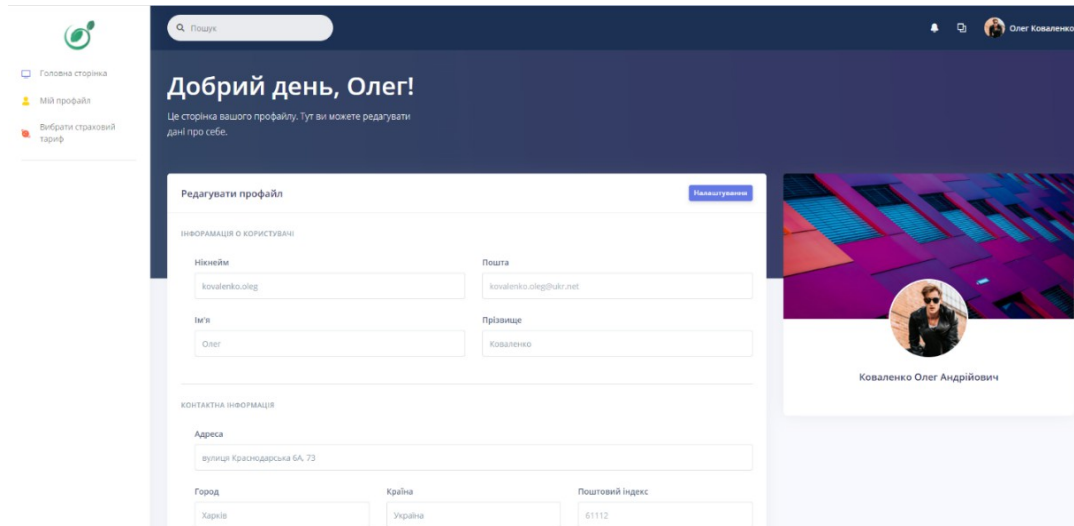 Пошук
Олег Коваленко
Головна сторінка
Мій профайл
Вибрати страковий
тариф
Добрий день, Олег!
Це сторінка вашого профайлу. Тут ви можете редагувати
дані про себе.
Редагувати профайл
Налаштування
ІНФОРАМАЦІЯ О КОРИСТУВАЧІ
Нікнейм
Пошта
kovalenko.oleg
kovalenko.oleg@ukr.net
Ім'я
Прізвище
Олег
Коваленко
Коваленко Олег Андрійович
КОНТАКТНА ІНФОРМАЦІЯ
Адреса
вулиця Краснодарська 6А, 73
Город
Країна
Поштовий індекс
Харків
Україна
61112